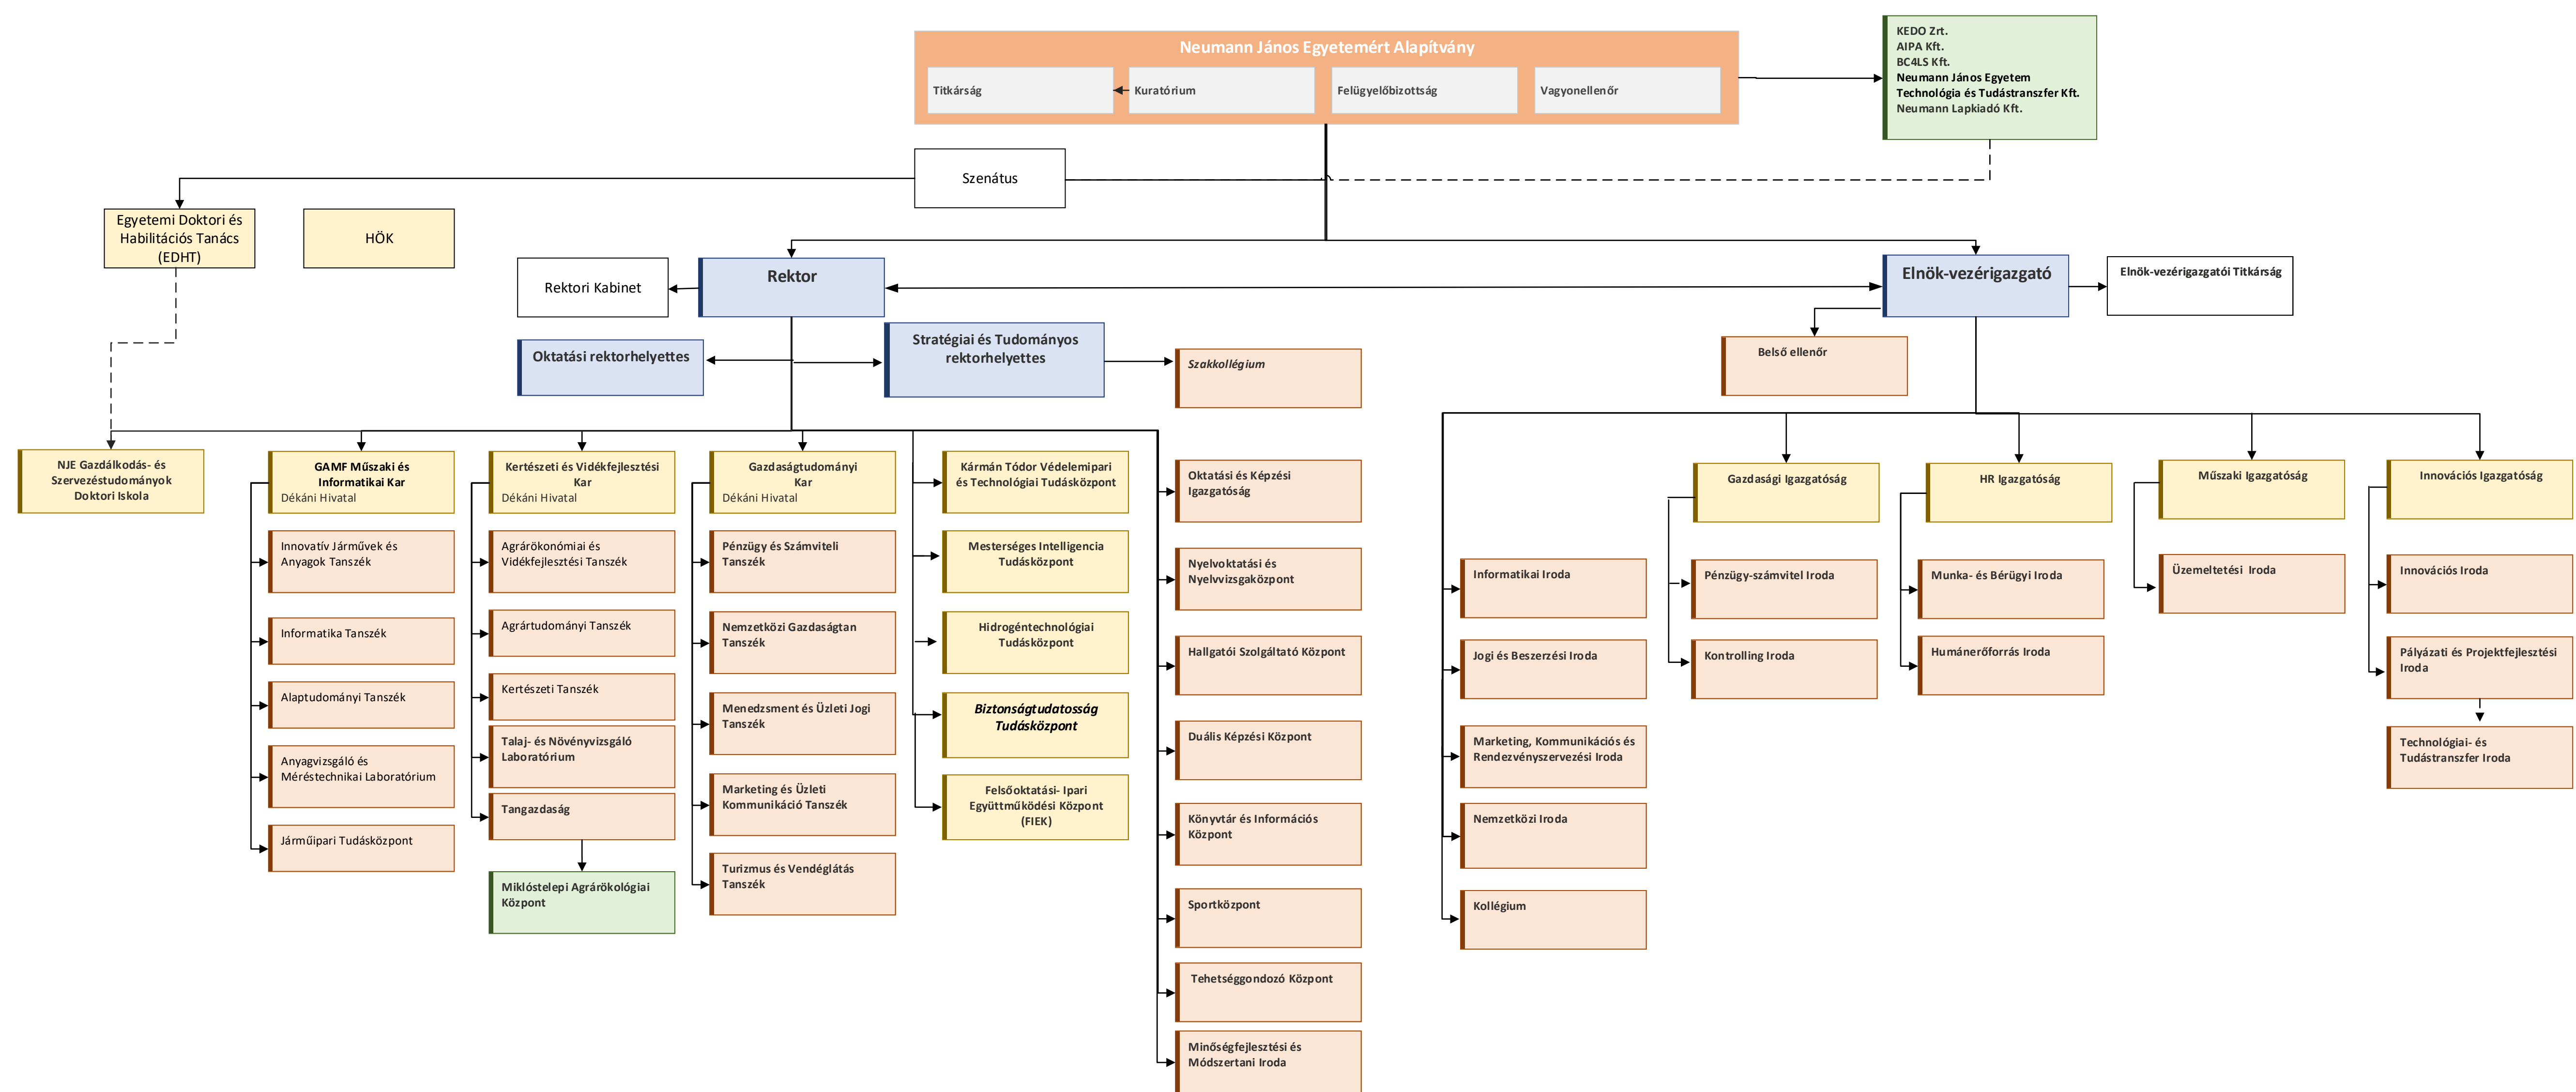 Neumann János Egyetemért Alapítvány
Titkárság
Kuratórium
Felügyelőbizottság
Vagyonellenőr
KEDO Zrt.
AIPA Kft.
BC4LS Kft.
Neumann János Egyetem
Technológia és Tudástranszfer Kft.
Neumann Lapkiadó Kft.
Szenátus
Egyetemi Doktori és
Habilitációs Tanács
(EDHT)
HÖK
Rektori Kabinet
Rektor
Elnök-vezérigazgató
Elnök-vezérigazgatói Titkárság
Oktatási rektorhelyettes
Stratégiai és Tudományos
rektorhelyettes
Szakkollégium
Belső ellenőr
NJE Gazdálkodás- és
Szervezéstudományok
Doktori Iskola
GAMF Műszaki és
Informatikai Kar
Dékáni Hivatal
Innovatív Járművek és
Anyagok Tanszék
Informatika Tanszék
Alaptudományi Tanszék
Anyagvizsgáló és
Méréstechnikai Laboratórium
Járműipari Tudásközpont
Kertészeti és Vidékfejlesztési
Kar
Dékáni Hivatal
Agrárökonómiai és
Vidékfejlesztési Tanszék
Agrártudományi Tanszék
Kertészeti Tanszék
Talaj- és Növényvizsgáló
Laboratórium
Tangazdaság
Miklóstelepi Agrárökológiai
Központ
Gazdaságtudományi
Kar
Dékáni Hivatal
Pénzügy és Számviteli
Tanszék
Nemzetközi Gazdaságtan
Tanszék
Menedzsment és Üzleti Jogi
Tanszék
Marketing és Üzleti
Kommunikáció Tanszék
Turizmus és Vendéglátás
Tanszék
Kármán Tódor Védelemipari
és Technológiai Tudásközpont
Mesterséges Intelligencia
Tudásközpont
Hidrogéntechnológiai
Tudásközpont
Biztonságtudatosság
Tudásközpont
Felsőoktatási- Ipari
Együttműködési Központ
(FIEK)
Oktatási és Képzési
Igazgatóság
Nyelvoktatási és
Nyelvvizsgaközpont
Hallgatói Szolgáltató Központ
Duális Képzési Központ
Könyvtár és Információs
Központ
Sportközpont
Tehetséggondozó Központ
Minőségfejlesztési és
Módszertani Iroda
Informatikai Iroda
Jogi és Beszerzési Iroda
Marketing, Kommunikációs és
Rendezvényszervezési Iroda
Nemzetközi Iroda
Kollégium
Gazdasági Igazgatóság
Pénzügy-számvitel Iroda
Kontrolling Iroda
HR Igazgatóság
Munka- és Bérügyi Iroda
Humánerőforrás Iroda
Műszaki Igazgatóság
Üzemeltetési Iroda
Innovációs Igazgatóság
Innovációs Iroda
Pályázati és Projektfejlesztési
Iroda
Technológiai- és
Tudástranszfer Iroda